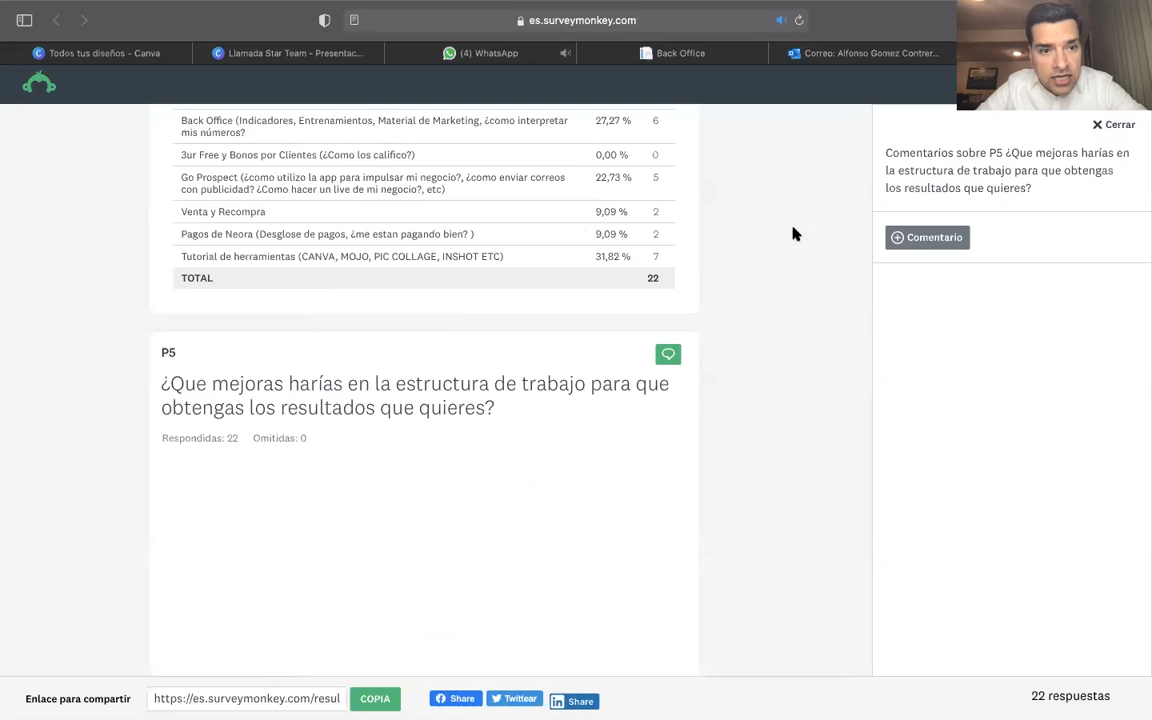 es.surveymonkey.com
Todos tus diseños - Canva
Llamada Star Team - Presentac...
(4) WhatsApp
Back Office
Correo: Alfonso Gomez Contrer...
Back Office (Indicadores, Entrenamientos, Material de Marketing, ¿como interpretar
mis números?
27,27 % 6
3ur Free y Bonos por Clientes (¿Como los califico?) 0,00 % 0
Go Prospect (¿como utilizo la app para impulsar mi negocio?, ¿como enviar correos
con publicidad? ¿Como hacer un live de mi negocio?, etc)
22,73 % 5
Venta y Recompra 9,09 % 2
Pagos de Neora (Desglose de pagos, ¿me estan pagando bien? ) 9,09 % 2
Tutorial de herramientas (CANVA, MOJO, PIC COLLAGE, INSHOT ETC) 31,82 % 7
TOTAL 22
P5
¿Que mejoras harías en la estructura de trabajo para que
obtengas los resultados que quieres?
Respondidas: 22 Omitidas: 0
Cerrar
Comentarios sobre P5 ¿Que mejoras harías en
la estructura de trabajo para que obtengas
los resultados que quieres?
Comentario
Enlace para compartir
https://es.surveymonkey.com/resul
COPIA
Share
Twittear
in Share
22 respuestas